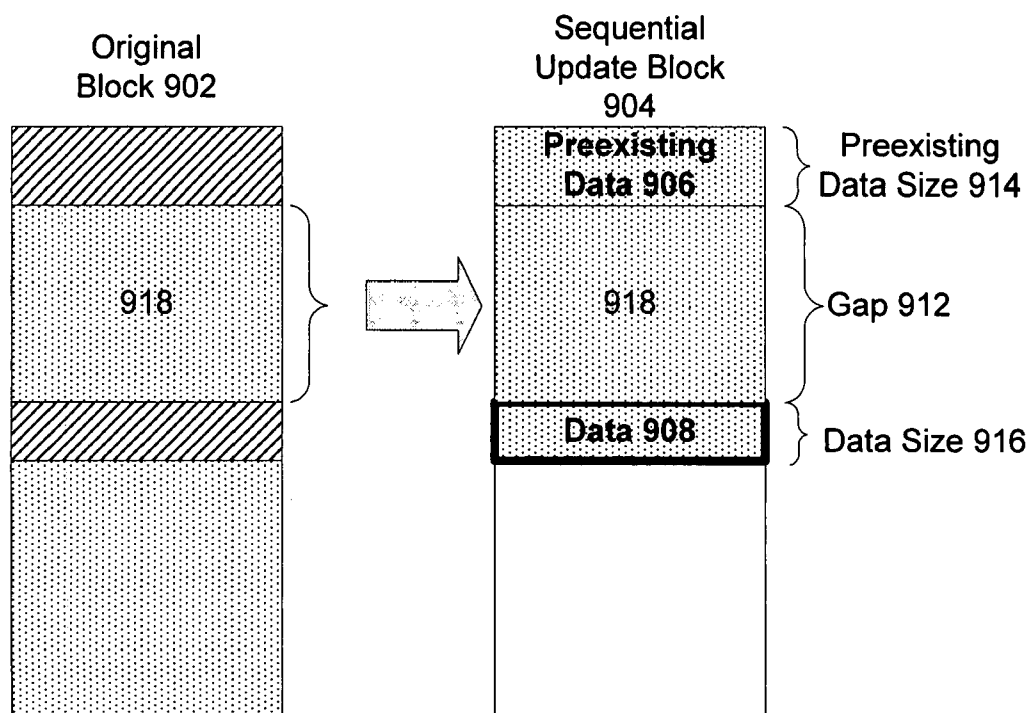 Original
Block 902
Sequential
Update Block
904
Preexisting
Data 906
Preexisting
Data Size 914
918
918
Gap 912
Data 908
Data Size 916